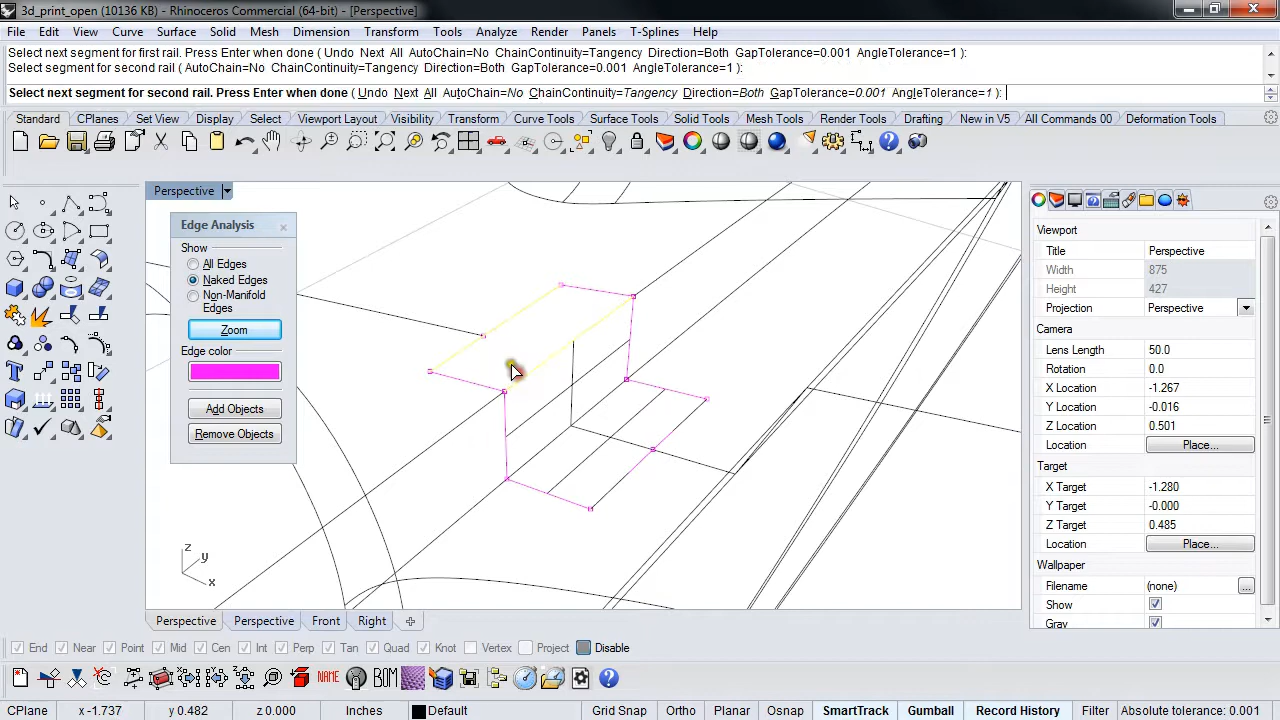 3d_print_open (10136 KB) - Rhinoceros Commercial (64-bit) - [Perspective]
File Edit View Curve Surface Solid Mesh Dimension Transform Tools Analyze Render Panels T-Splines Help
Select next segment for first rail. Press Enter when done ( Undo Next All AutoChain=No ChainContinuity=Tangency Direction=Both GapTolerance=0.001 AngleTolerance=1 ):
Select segment for second rail ( AutoChain=No ChainContinuity=Tangency Direction=Both GapTolerance=0.001 AngleTolerance=1 ):
Select next segment for second rail. Press Enter when done ( Undo Next All AutoChain=No ChainContinuity=Tangency Direction=Both GapTolerance=0.001 AngleTolerance=1 ):
Standard CPlanes Set View Display Select Viewport Layout Visibility Transform Curve Tools Surface Tools Solid Tools Mesh Tools Render Tools Drafting New in V5 All Commands 00 Deformation Tools
Perspective
Edge Analysis
Show
All Edges
Naked Edges
Non-Manifold Edges
Zoom
Edge color
Add Objects
Remove Objects
z
y
x
Viewport
Title Perspective
Width 875
Height 427
Projection Perspective
Camera
Lens Length 50.0
Rotation 0.0
X Location -1.267
Y Location -0.016
Z Location 0.501
Location Place...
Target
X Target -1.280
Y Target -0.000
Z Target 0.485
Location Place...
Wallpaper
Filename (none) ...
Show
Gray
Perspective Perspective Front Right
End Near Point Mid Cen Int Perp Tan Quad Knot Vertex Project Disable
NAME BOM
CPlane x -1.737 y 0.482 z 0.000 Inches Default Grid Snap Ortho Planar Osnap SmartTrack Gumball Record History Filter Absolute tolerance: 0.001